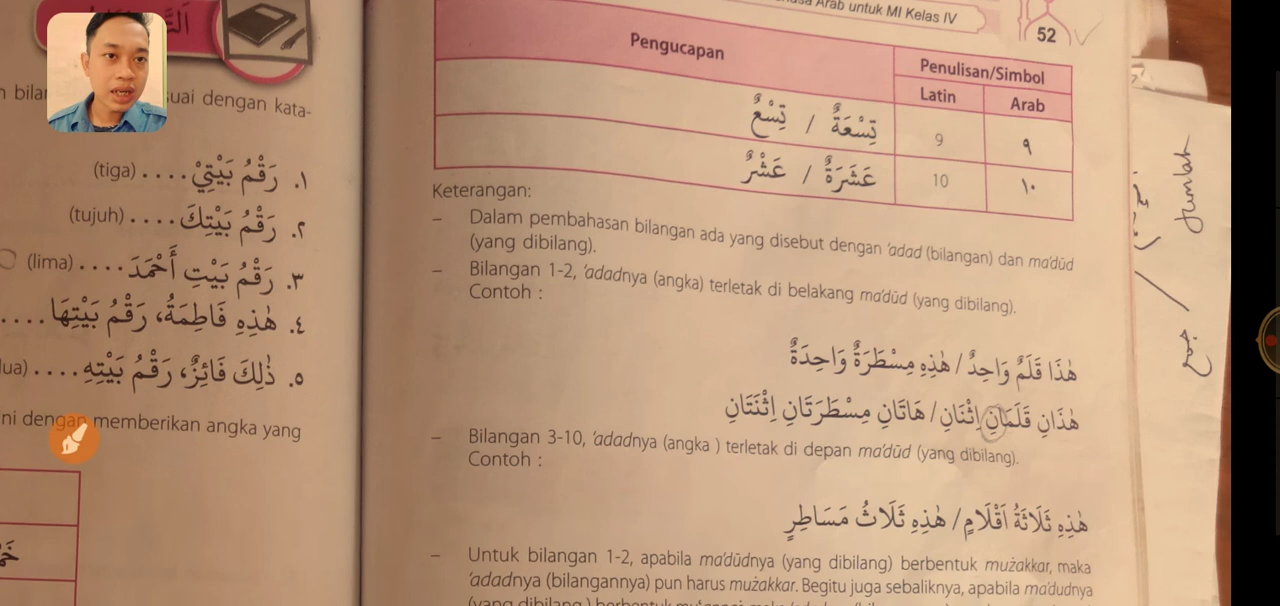 الت
n bila
suai dengan kata-
١. رَقْمُ بَيْتِيْ .... (tiga)
٢. رَقْمُ بَيْتِكَ .... (tujuh)
٣. رَقْمُ بَيْتِ أَحْمَدَ .... (lima)
٤. هٰذِهِ فَاطِمَةُ، رَقْمُ بَيْتِهَا ....
٥. ذٰلِكَ فَائِزٌ، رَقْمُ بَيْتِهِ .... (ua)
ni dengan memberikan angka yang
Arab untuk MI Kelas IV
52
Pengucapan
Penulisan/Simbol
Latin
Arab
تِسْعَةٌ / تِسْعٌ
9
٩
عَشَرَةٌ / عَشْرٌ
10
١٠
Keterangan:
– Dalam pembahasan bilangan ada yang disebut dengan 'adad (bilangan) dan ma'dūd
(yang dibilang).
– Bilangan 1-2, 'adadnya (angka) terletak di belakang ma'dūd (yang dibilang).
Contoh :
هٰذَا قَلَمٌ وَاحِدٌ / هٰذِهِ مِسْطَرَةٌ وَاحِدَةٌ
هٰذَانِ قَلَمَانِ اِثْنَانِ / هَاتَانِ مِسْطَرَتَانِ اِثْنَتَانِ
– Bilangan 3-10, 'adadnya (angka ) terletak di depan ma'dūd (yang dibilang).
Contoh :
هٰذِهِ ثَلَاثَةُ اَقْلَامٍ / هٰذِهِ ثَلَاثُ مَسَاطِرٍ
– Untuk bilangan 1-2, apabila ma'dūdnya (yang dibilang) berbentuk mużakkar, maka
'adadnya (bilangannya) pun harus mużakkar. Begitu juga sebaliknya, apabila ma'dudnya
Jumlah
/ جمع